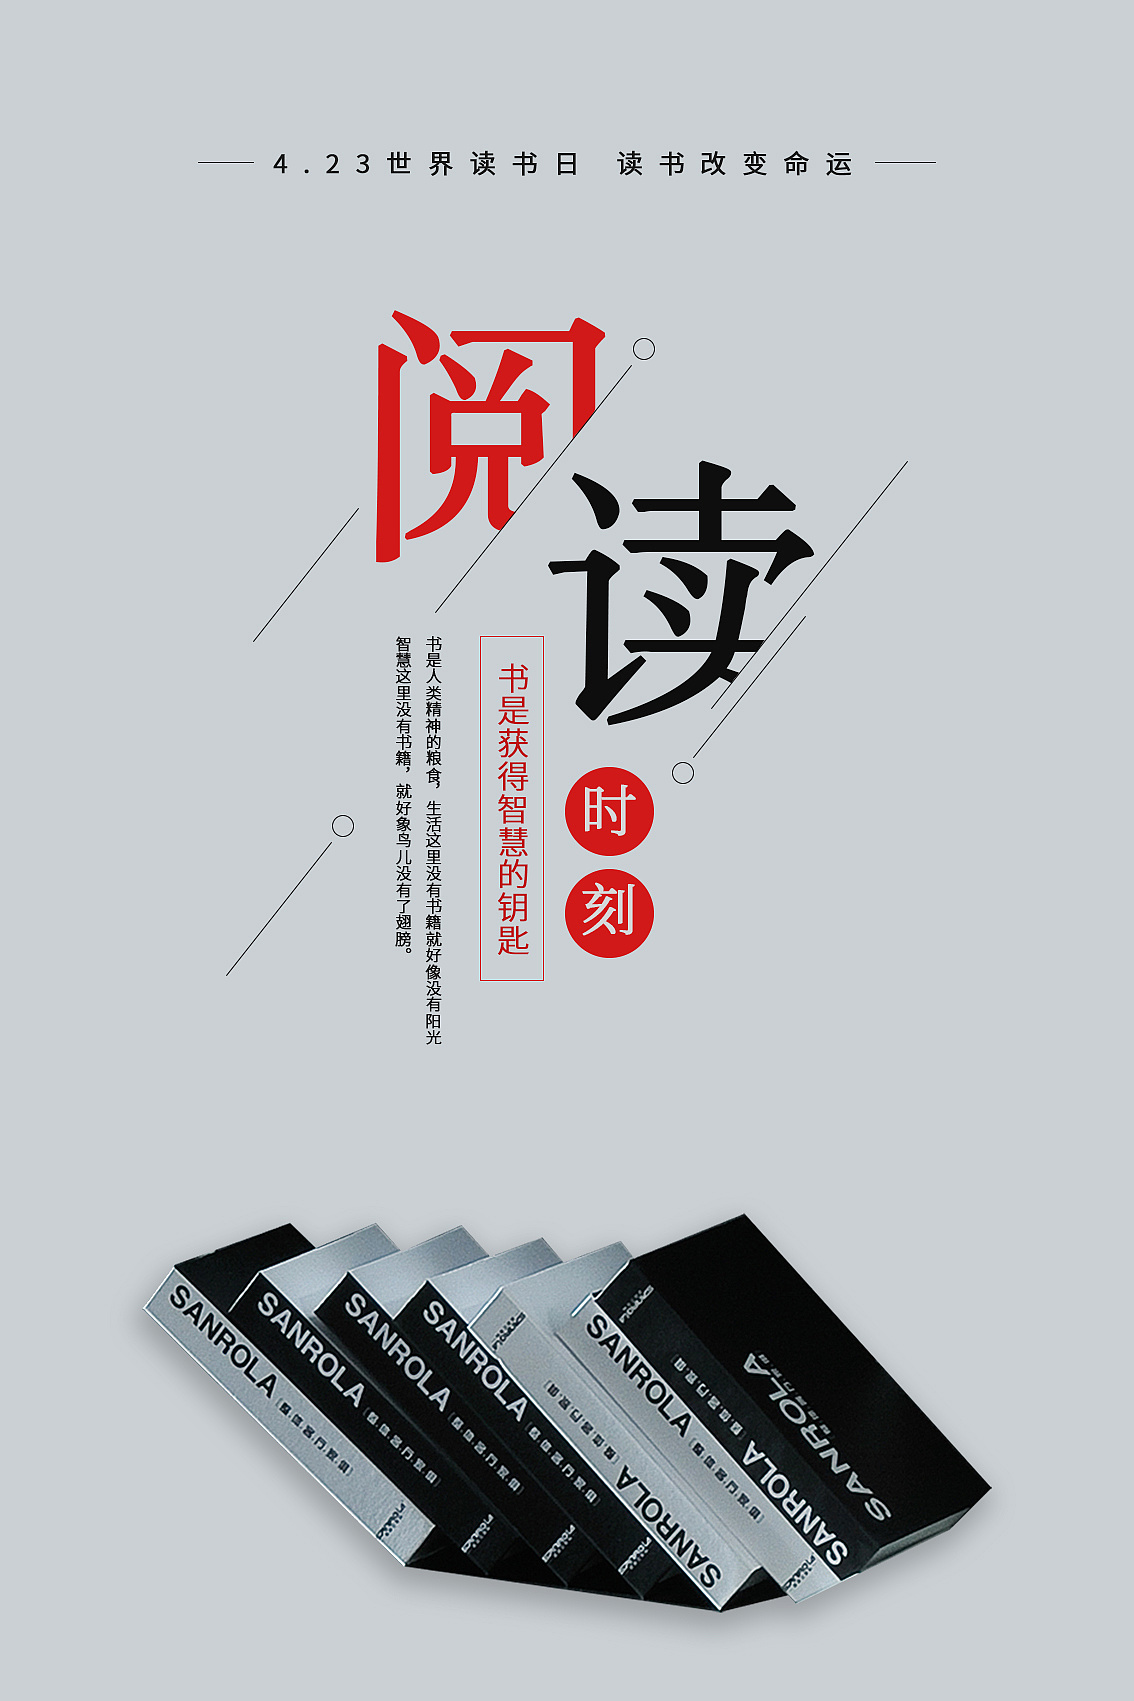 4.23世界读书日 读书改变命运
阅读
时刻
书是获得智慧的钥匙
书是人类精神的粮食，生活这里没有书籍就好像没有阳光
智慧这里没有书籍，就好象鸟儿没有了翅膀。
SANROLA
SANROLA
SANROLA
SANROLA
SANROLA
SANROLA
SANROLA
SANROLA